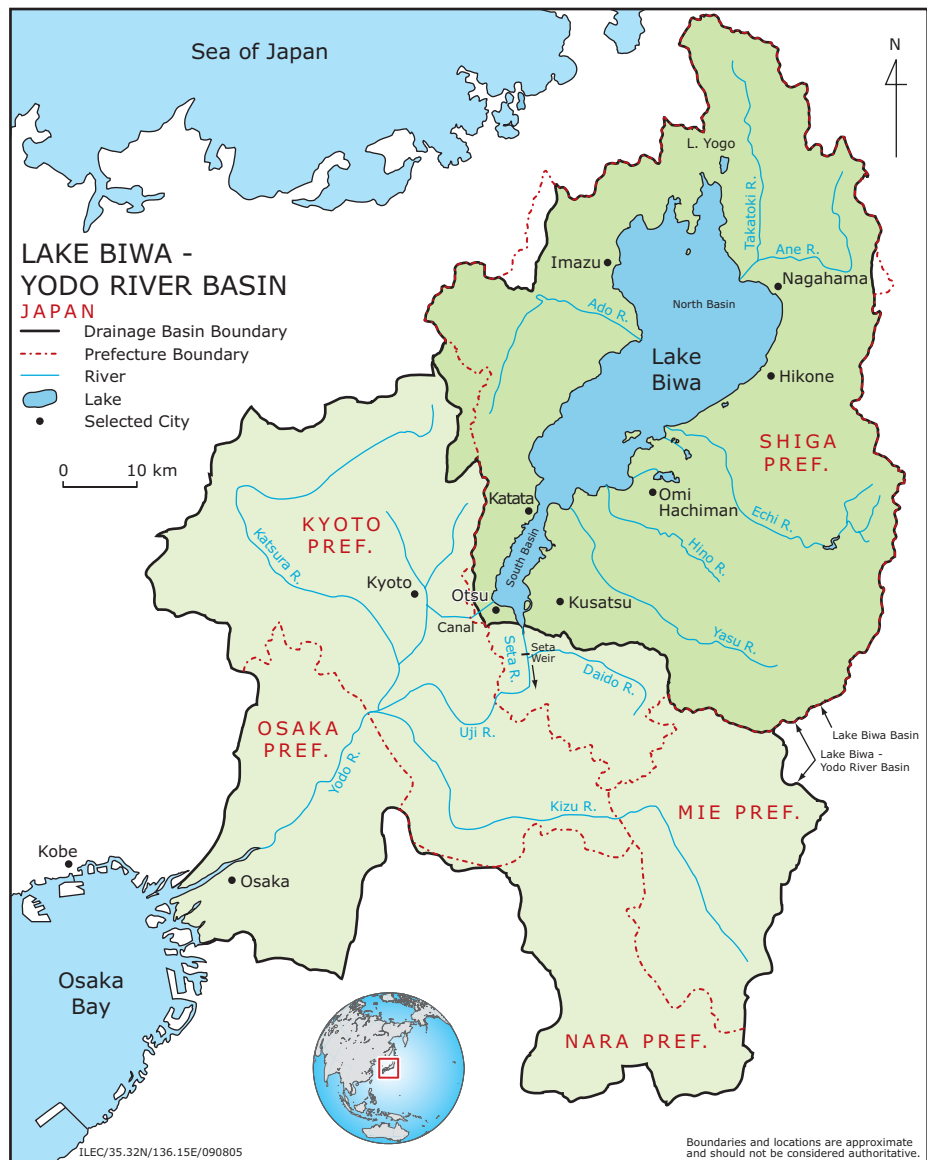 Sea of Japan
N
L. Yogo
Takatoki R.
Ane R.
LAKE BIWA -
YODO RIVER BASIN
JAPAN
Drainage Basin Boundary
Prefecture Boundary
River
Lake
Selected City
0 10 km
Imazu
Nagahama
North Basin
Ado R.
Lake
Biwa
Hikone
SHIGA
PREF.
Katata
Omi
Hachiman
Echi R.
KYOTO
PREF.
Katsura R.
South Basin
Hino R.
Kyoto
Otsu
Kusatsu
Canal
Yasu R.
Seta R.
Seta
Weir
Daido R.
OSAKA
PREF.
Uji R.
Lake Biwa Basin
Lake Biwa -
Yodo River Basin
Yodo R.
Kizu R.
MIE PREF.
Kobe
Osaka
Osaka
Bay
NARA PREF.
ILEC/35.32N/136.15E/090805
Boundaries and locations are approximate
and should not be considered authoritative.